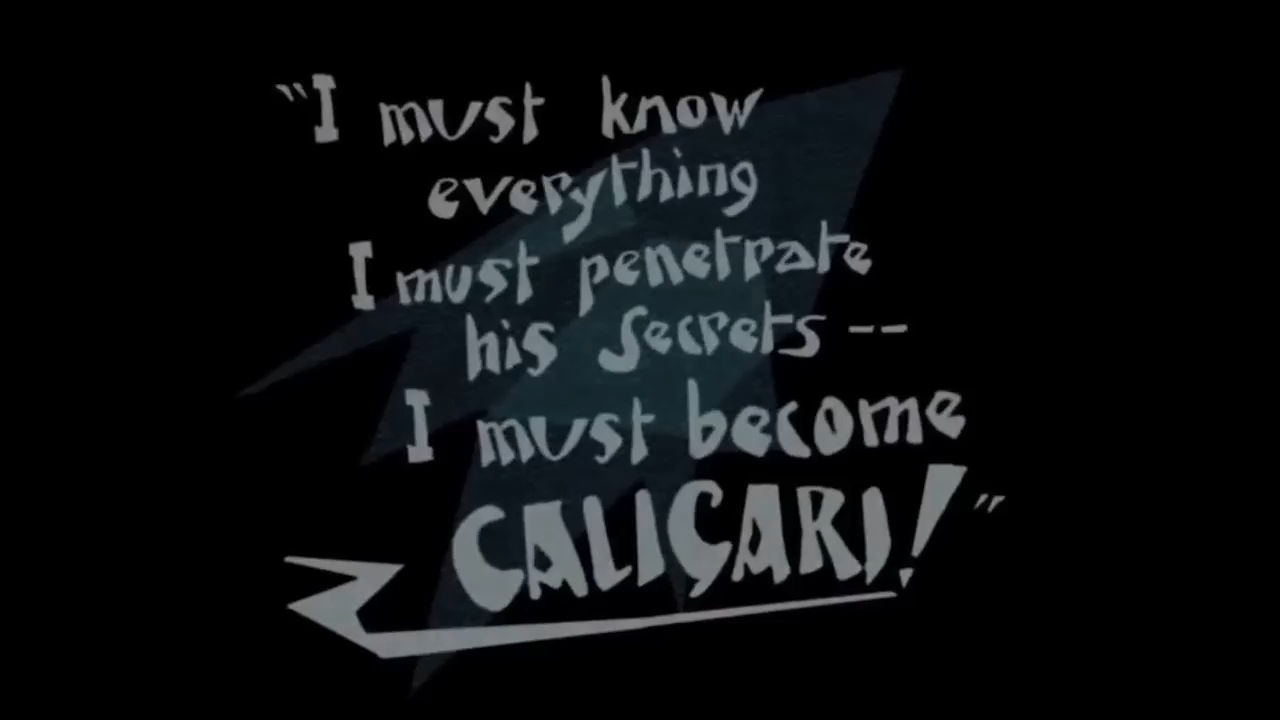 “I must know
everything
I must penetrate
his secrets --
I must become
CALIGARI!”